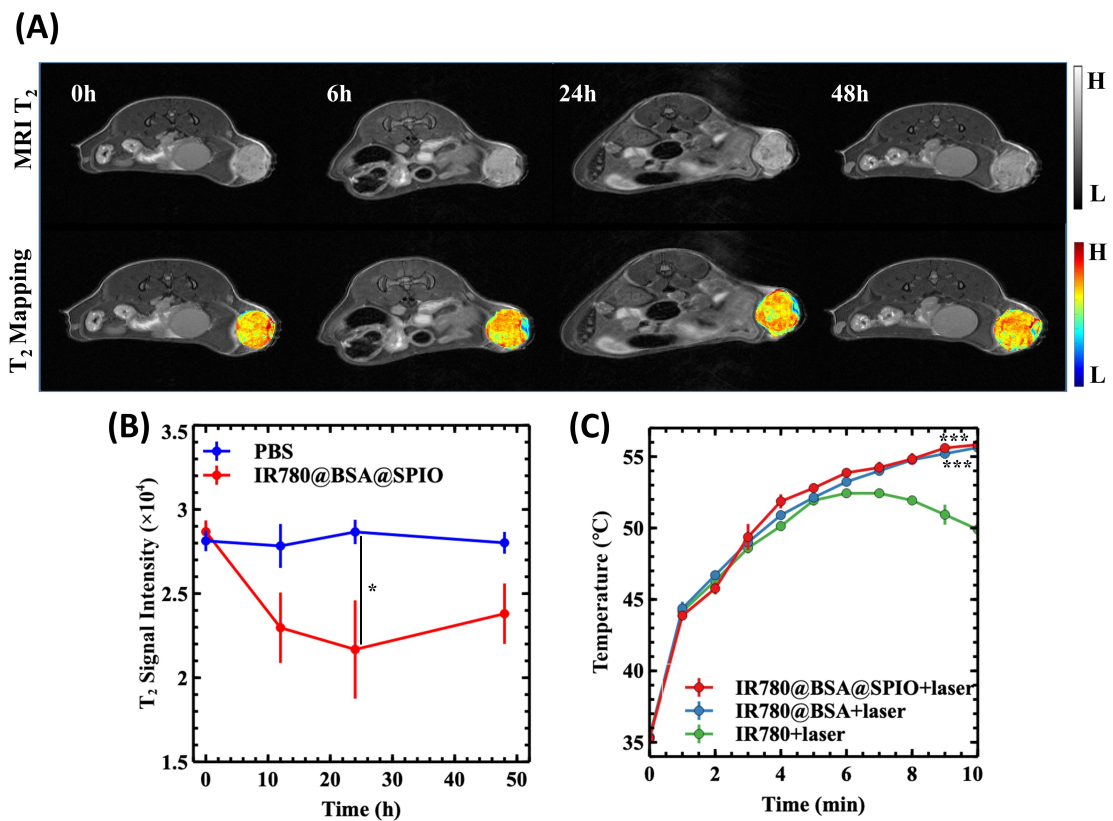 (A)
MRI T2
0h
6h
24h
48h
H
L
T2 Mapping
H
L
(B)
T2 Signal Intensity (×10⁴)
3.5
3
2.5
2
1.5
PBS
IR780@BSA@SPIO
*
0
10
20
30
40
50
Time (h)
(C)
Temperature (℃)
55
50
45
40
35
***
***
IR780@BSA@SPIO+laser
IR780@BSA+laser
IR780+laser
0
2
4
6
8
10
Time (min)